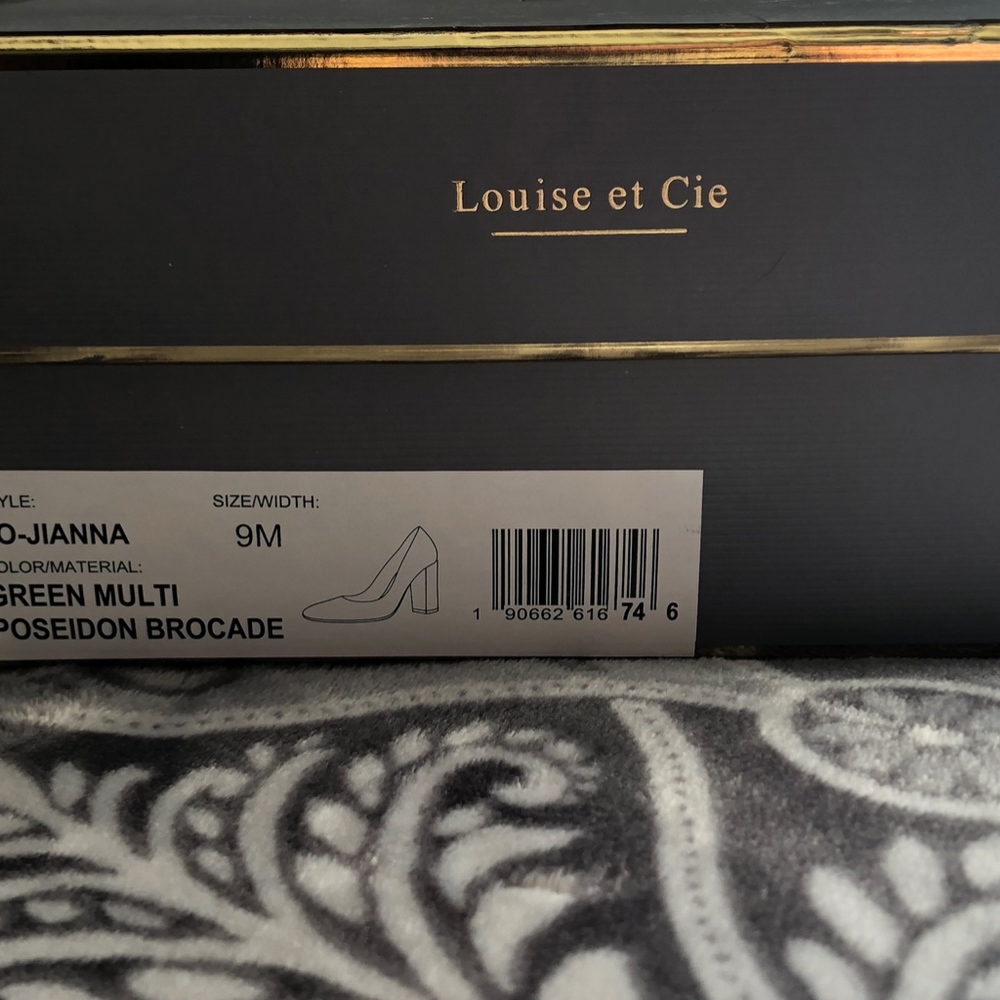 Louise et Cie
YLE: SIZE/WIDTH:
O-JIANNA 9M
OLOR/MATERIAL:
GREEN MULTI
POSEIDON BROCADE
1 90662 616 74 6